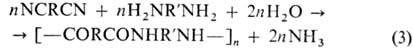 nNCRCN + nH₂NR′NH₂ + 2nH₂O →
→ [—CORCONHR′NH—]ₙ + 2nNH₃ (3)